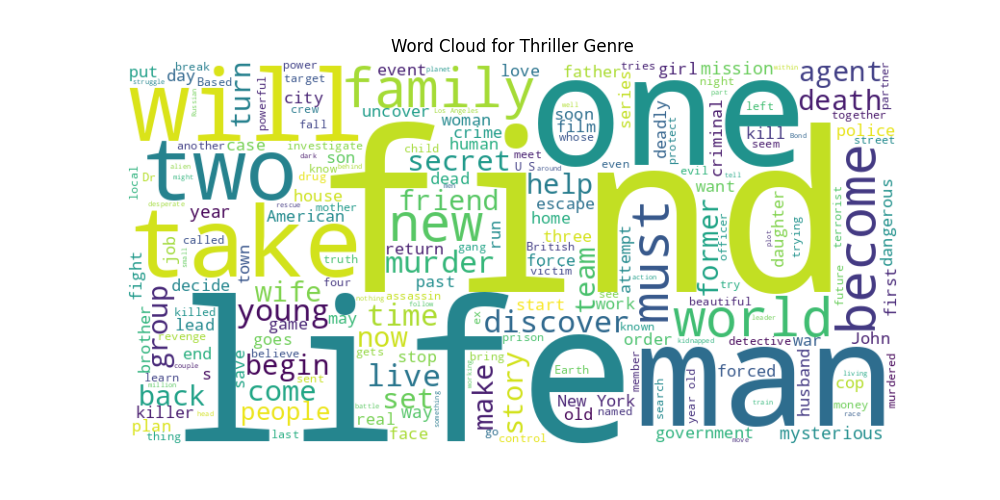 Word Cloud for Thriller Genre
put
day
break
Based
turn
power
powerful
target
city
crew
fall
will
family
event
planet
love
uncover
Los Angeles
woman
crime
human
father
tries
series
girl
mission
night
part
within
agent
death
partner
together
struggle
Russian
another
case
investigate
dark
know
behind
son
drug
child
secret
dead
friend
meet
U S
around
soon
film
whose
well
even
one
left
kill
seem
Bond
criminal
deadly
protect
evil
tell
police
street
two
alien
might
Dr
local
desperate
year
house
mother
rescue
American
truth
men
new
run
help
escape
home
three
British
force
victim
want
former
officer
try
daughter
plot
trying
terrorist
dangerous
become
find
take
job
called
small
town
four
return
gang
murder
past
team
attempt
must
action
see
work
beautiful
future
first
fight
decide
wife
nothing
assassin
follow
ex
start
world
leader
group
killed
lead
revenge
brother
young
game
may
time
now
discover
known
order
kidnapped
detective
war
John
goes
believe
gets
stop
bring
prison
end
couple
learn
s
save
begin
sent
live
working
make
story
Earth
member
forced
husband
living
cop
murdered
million
back
come
battle
set
something
New York
old
named
search
year old
train
money
race
killer
head
people
real
way
plan
thing
last
face
go
control
government
move
mysterious
life
man